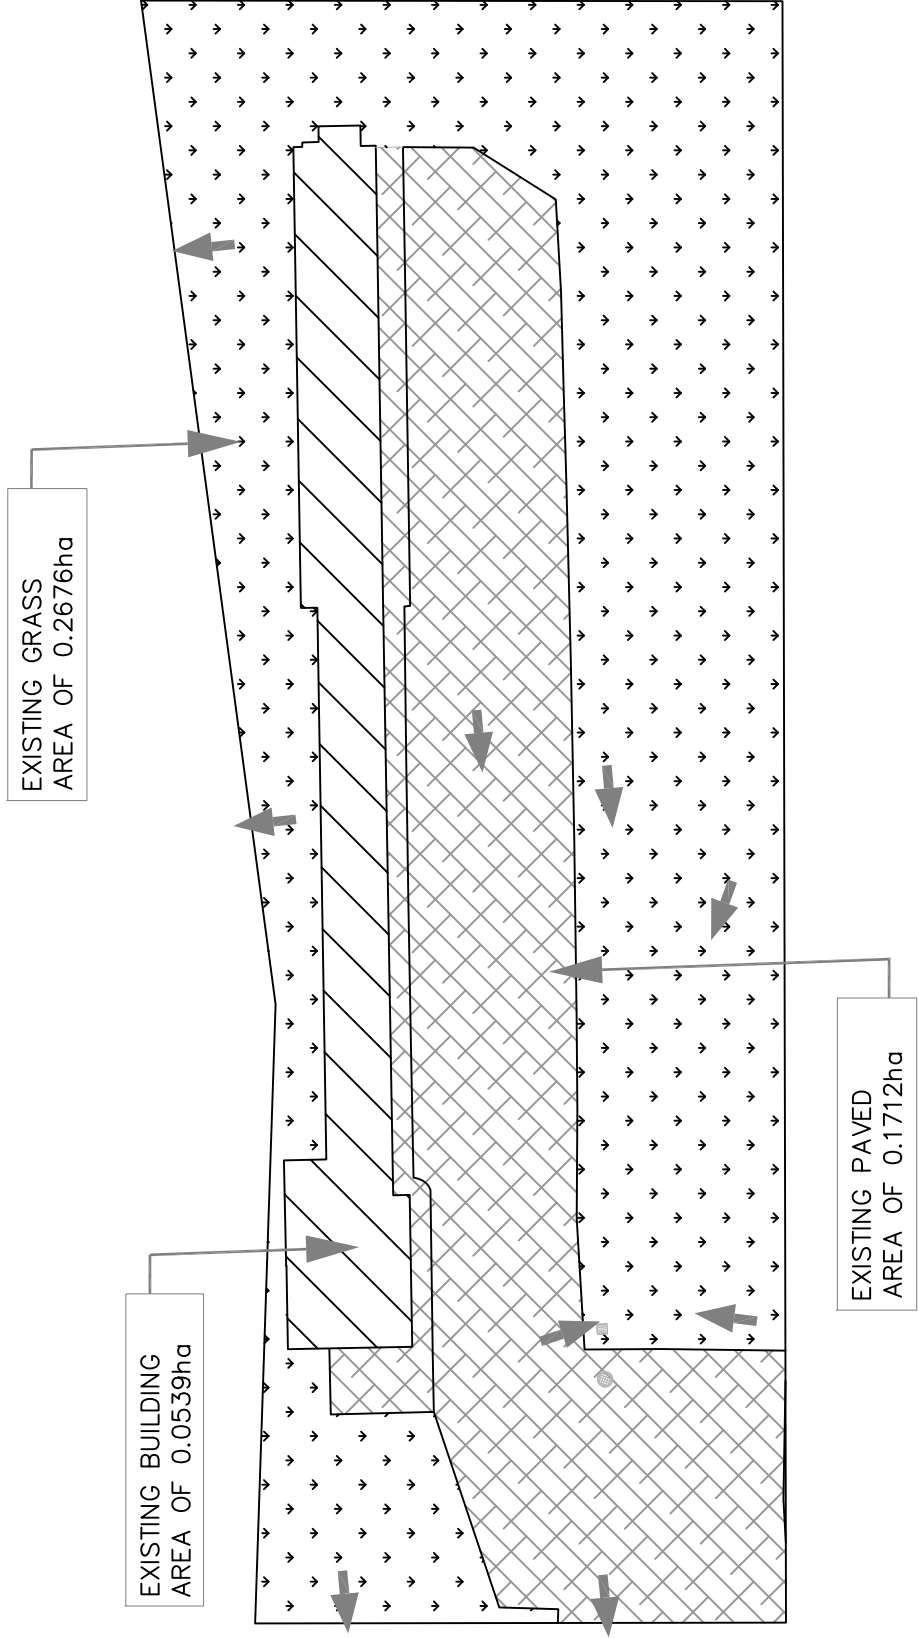 EXISTING GRASS
AREA OF 0.2676ha
EXISTING BUILDING
AREA OF 0.0539ha
EXISTING PAVED
AREA OF 0.1712ha